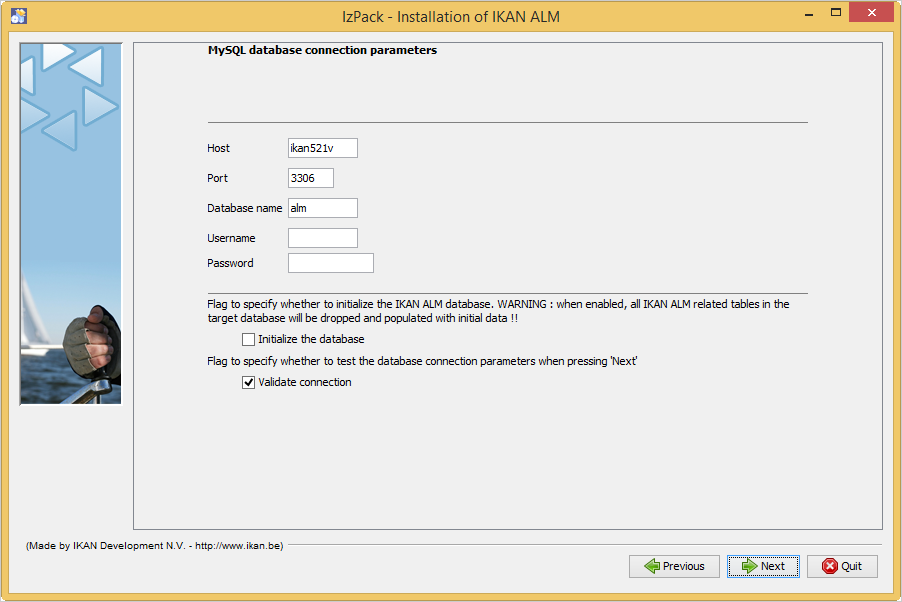 IzPack - Installation of IKAN ALM
MySQL database connection parameters
Host ikan521v
Port 3306
Database name alm
Username
Password
Flag to specify whether to initialize the IKAN ALM database. WARNING : when enabled, all IKAN ALM related tables in the
target database will be dropped and populated with initial data !!
Initialize the database
Flag to specify whether to test the database connection parameters when pressing 'Next'
Validate connection
(Made by IKAN Development N.V. - http://www.ikan.be)
Previous Next Quit